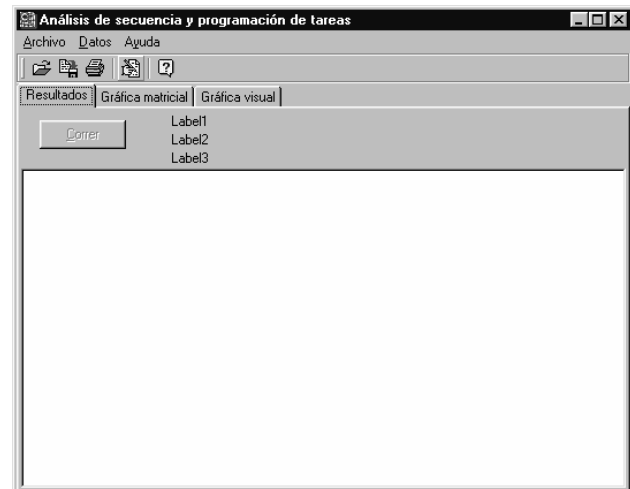 Análisis de secuencia y programación de tareas
Archivo Datos Ayuda
Resultados Gráfica matricial Gráfica visual
Correr
Label1
Label2
Label3